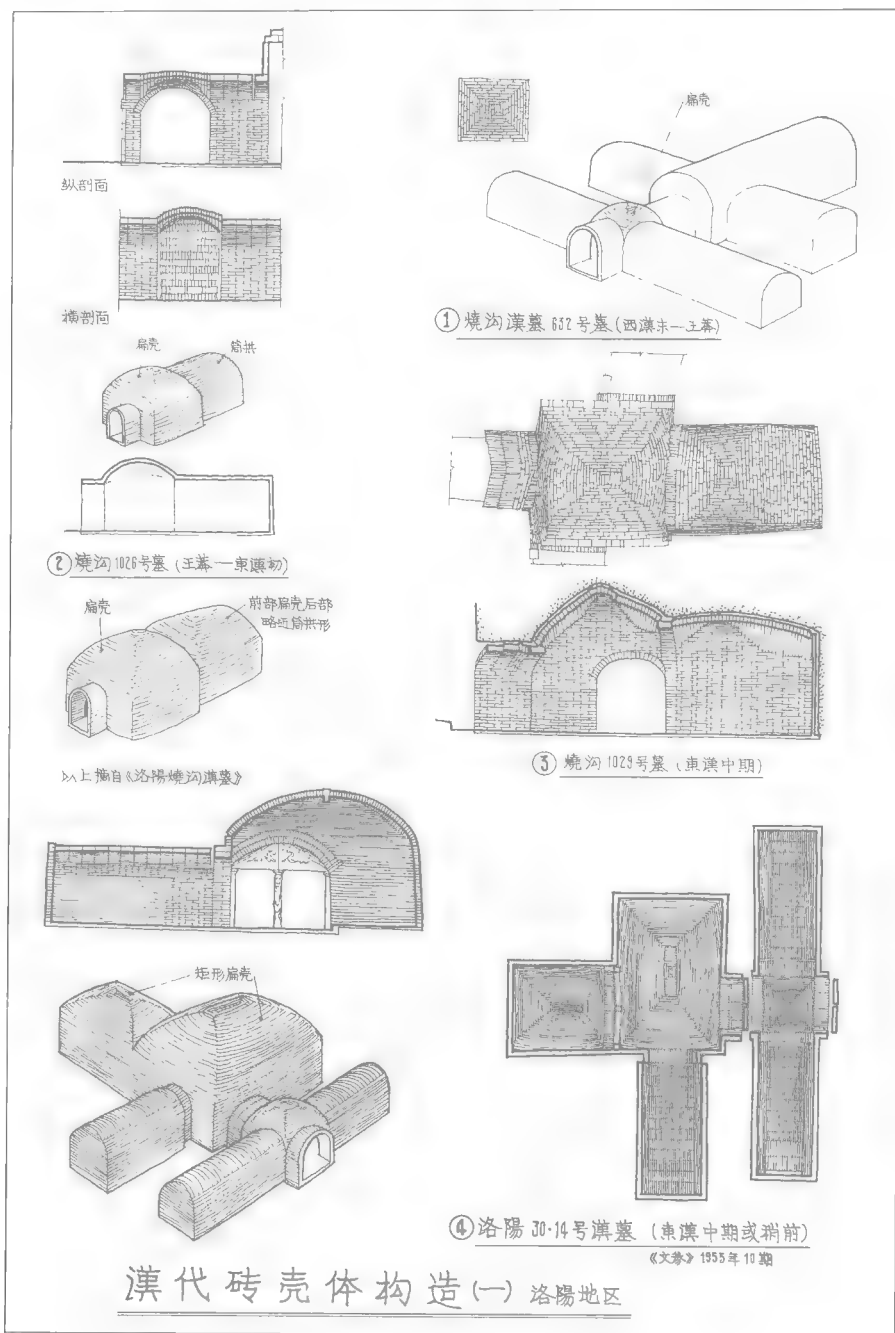 纵剖面
横剖面
扁壳
筒拱
② 燒沟1026号墓(王莽—東漢初)
扁壳
① 燒沟漢墓632号墓(西漢末—王莽)
扁壳
前部扁壳后部
略近筒拱形
以上摘自《洛陽燒沟漢墓》
③ 燒沟1029号墓(東漢中期)
矩形扁壳
④ 洛陽30·14号漢墓(東漢中期或稍前)
《文参》1955年10期
漢代砖壳体构造(一) 洛陽地区